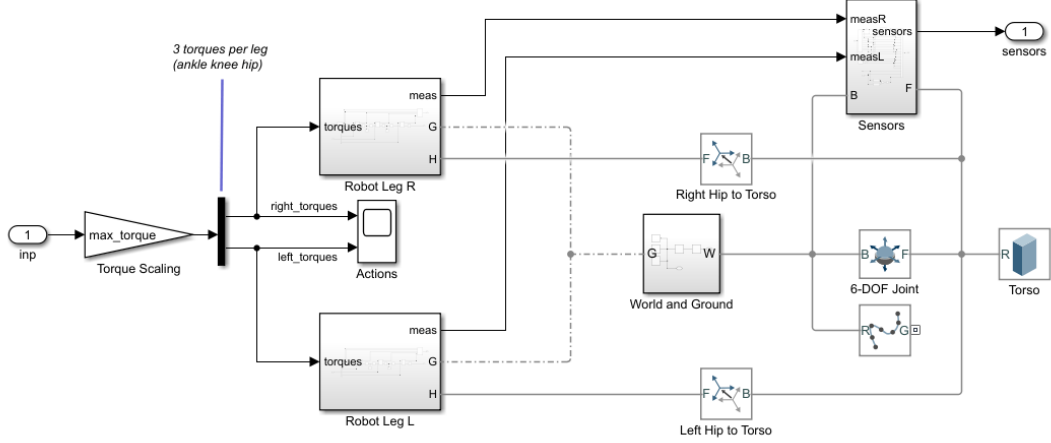 3 torques per leg
(ankle knee hip)
measR
sensors
measL
B
F
Sensors
1
sensors
meas
torques
G
H
Robot Leg R
F
B
Right Hip to Torso
1
inp
max_torque
Torque Scaling
right_torques
left_torques
Actions
G
W
World and Ground
B
F
6-DOF Joint
R
Torso
R
G
meas
torques
G
H
Robot Leg L
F
B
Left Hip to Torso